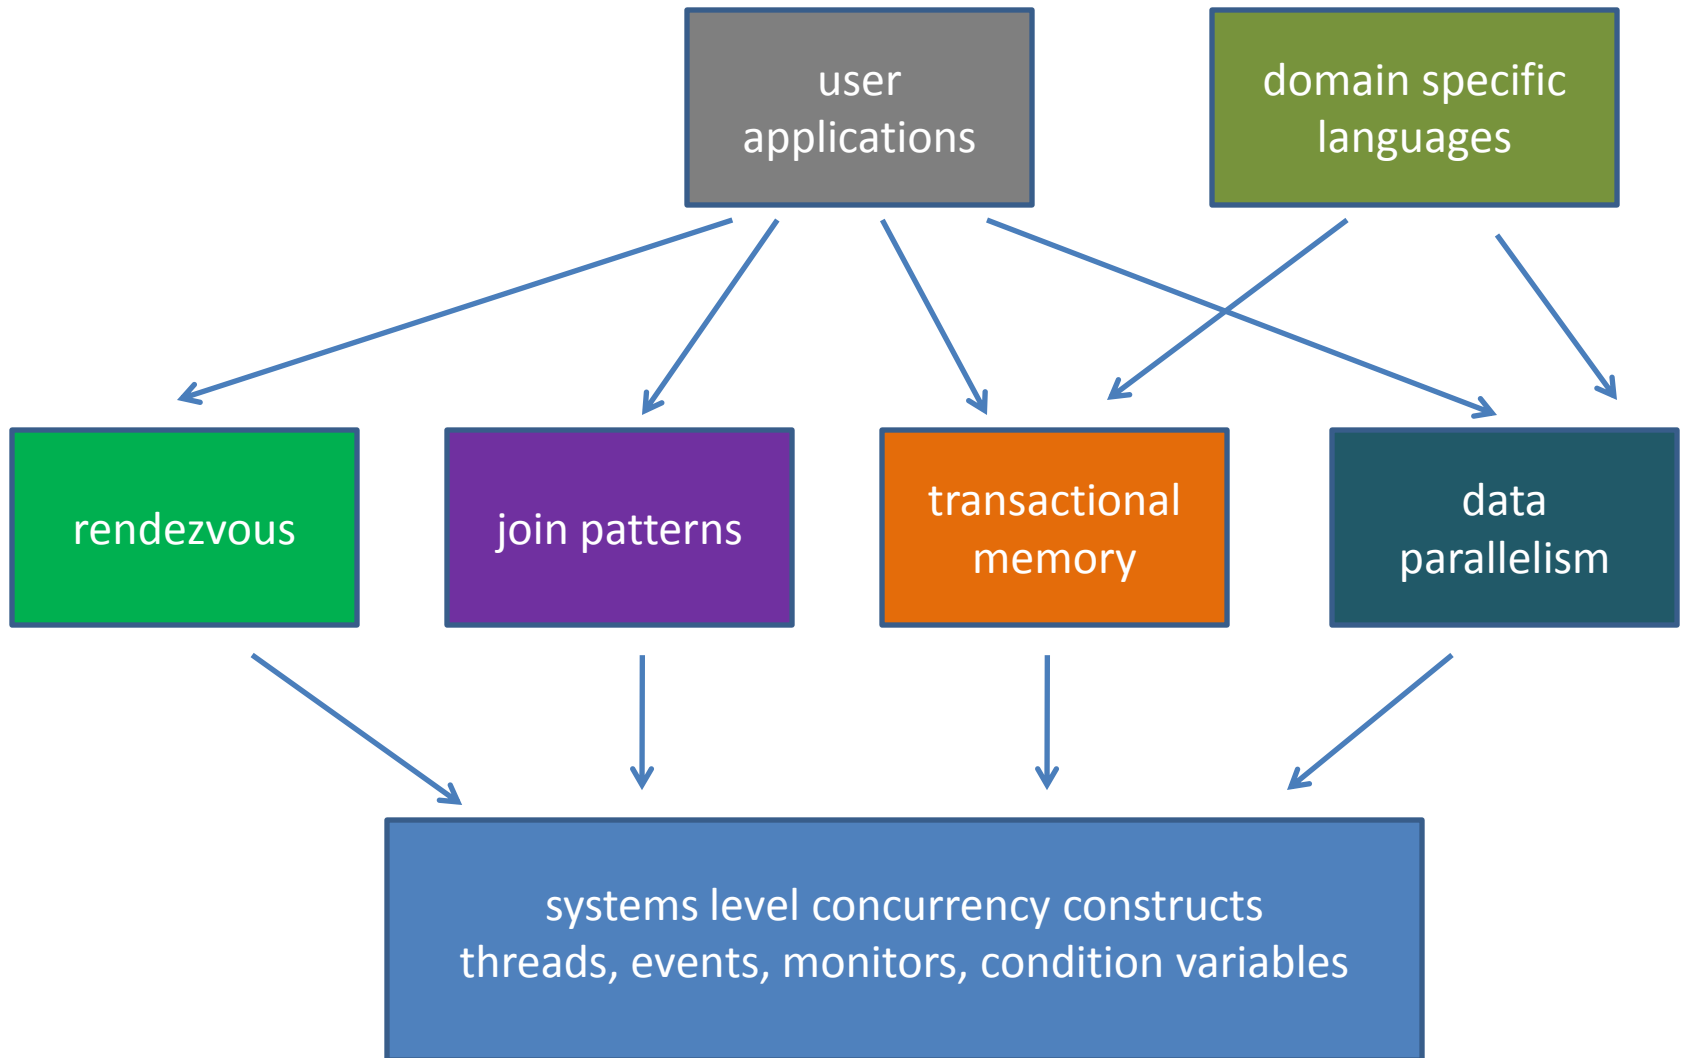 user
applications
domain specific
languages
rendezvous
join patterns
transactional
memory
data
parallelism
systems level concurrency constructs
threads, events, monitors, condition variables